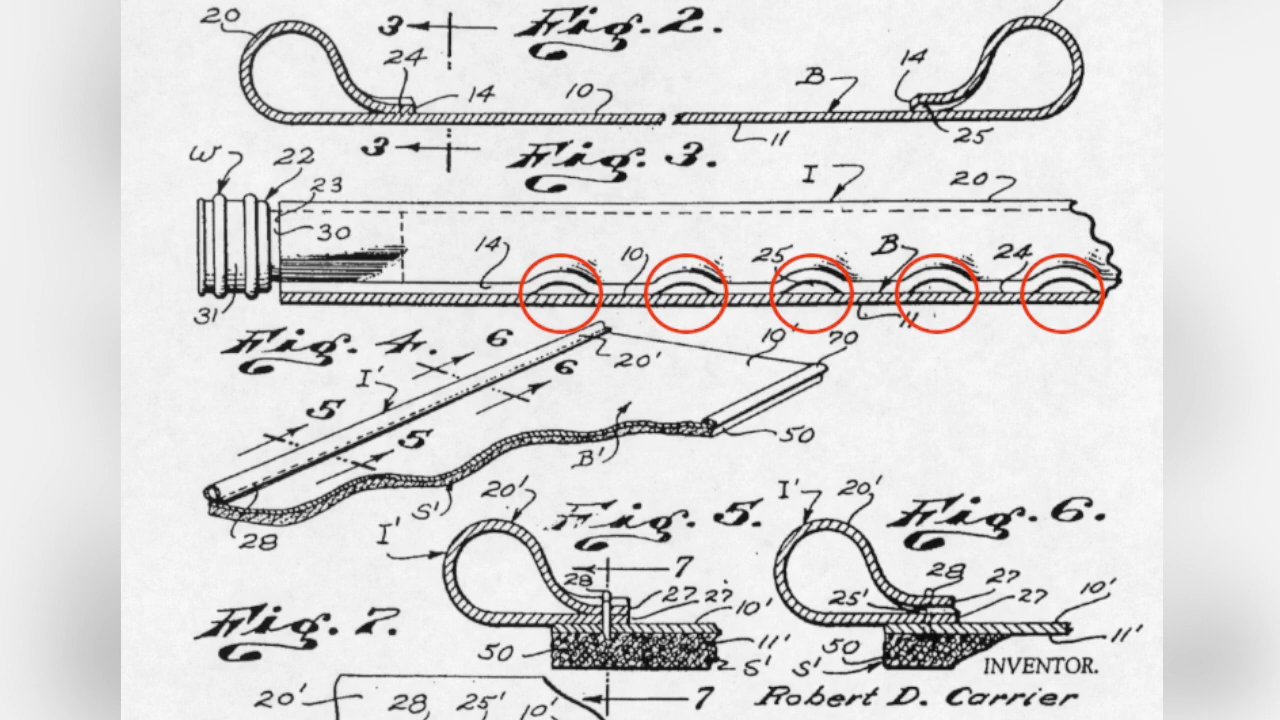 20 3 Fig. 2.
24 14 10 B 14
11 25
3 Fig. 3.
W 22 I 20
23
30
14 10 25 B 24
31 11
Fig. 4. 6 20' 10' 70
I' 6
5
5 50
B'
S' 20' I' 20'
28 I' Fig. 5. Fig. 6.
7
28 27 27 10' 28 27 10'
25' 27
Fig. 7. 11' 11'
50 S' 50 S' INVENTOR.
20' 28 25' 10' 7 Robert D. Carrier